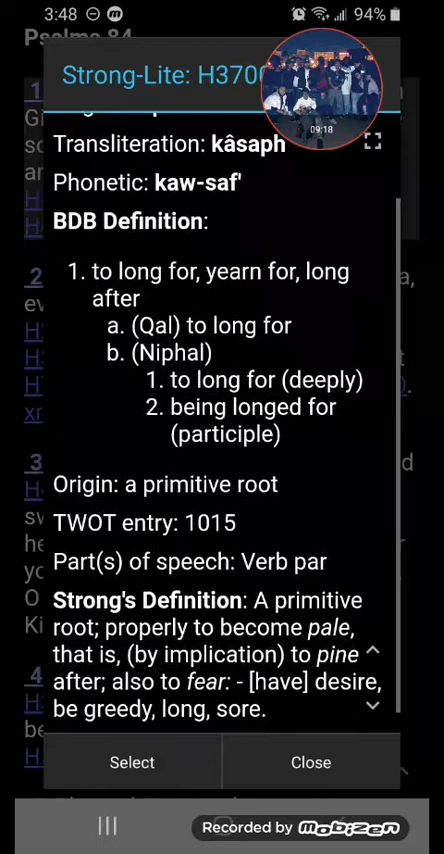 3:48
94%
Psalms 84
Strong-Lite: H3700
09:18
Transliteration: kâsaph
Phonetic: kaw-saf'
BDB Definition:
1. to long for, yearn for, long
after
a. (Qal) to long for
b. (Niphal)
1. to long for (deeply)
2. being longed for
(participle)
Origin: a primitive root
TWOT entry: 1015
Part(s) of speech: Verb par
Strong's Definition: A primitive
root; properly to become pale,
that is, (by implication) to pine
after; also to fear: - [have] desire,
be greedy, long, sore.
Select Close
Recorded by Mobizen